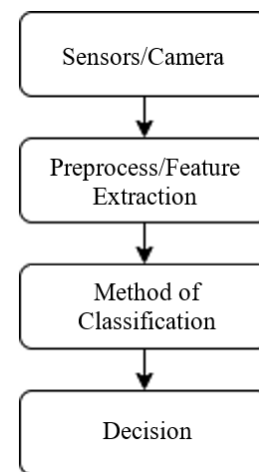 Sensors/Camera
Preprocess/Feature
Extraction
Method of
Classification
Decision